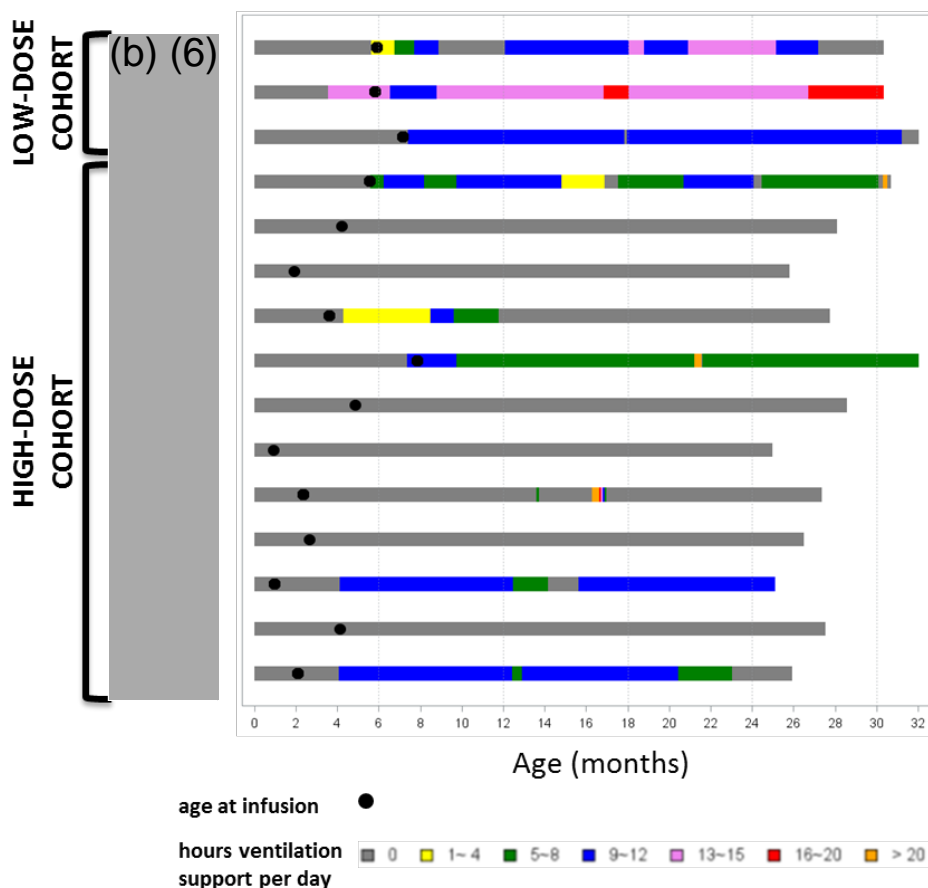 LOW-DOSE
COHORT
(b) (6)
HIGH-DOSE
COHORT
0 2 4 6 8 10 12 14 16 18 20 22 24 26 28 30 32
Age (months)
age at infusion
hours ventilation
support per day
0 1~4 5~8 9~12 13~15 16~20 > 20